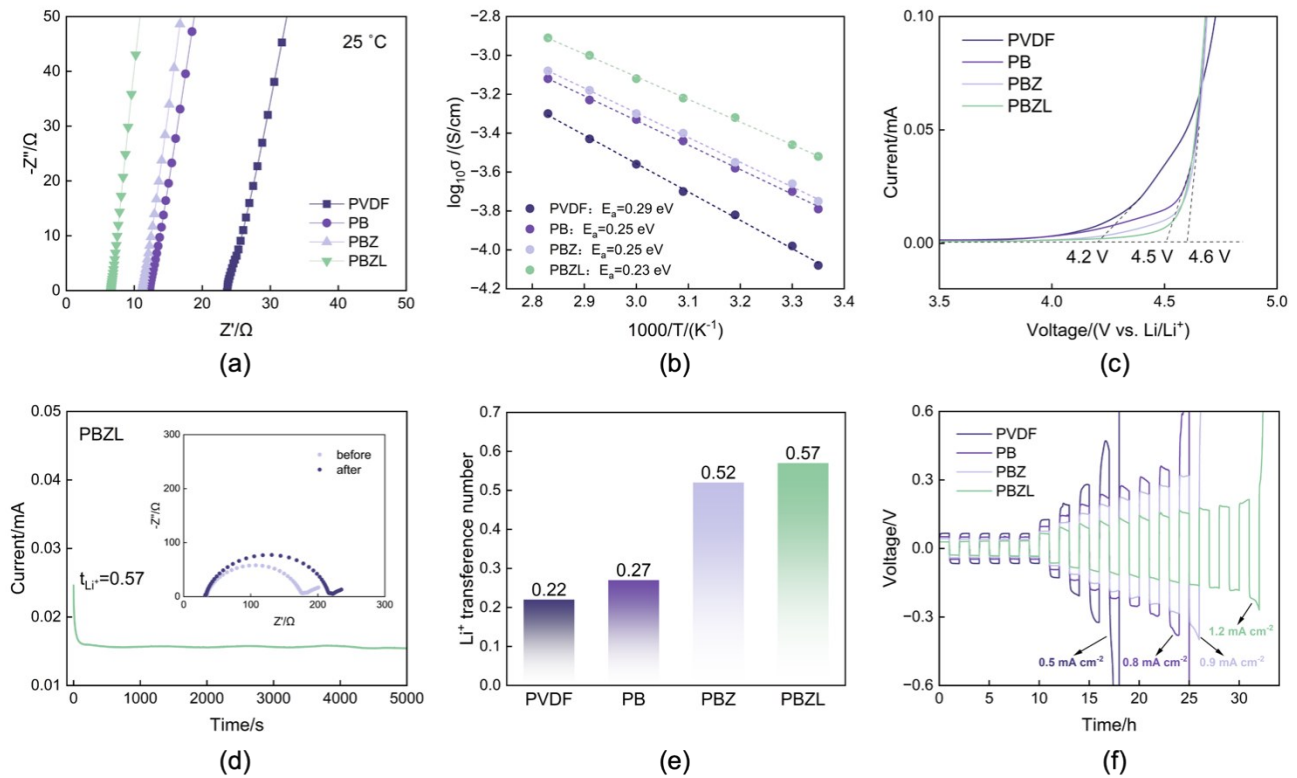 50
40
30
20
10
0
-Z″/Ω
25 °C
PVDF
PB
PBZ
PBZL
0 10 20 30 40 50
Z'/Ω
(a)
−2.8
−3.0
−3.2
−3.4
−3.6
−3.8
−4.0
−4.2
log₁₀σ /(S/cm)
PVDF：Eₐ=0.29 eV
PB：Eₐ=0.25 eV
PBZ：Eₐ=0.25 eV
PBZL：Eₐ=0.23 eV
2.8 2.9 3.0 3.1 3.2 3.3 3.4
1000/T/(K⁻¹)
(b)
0.10
0.05
0.00
Current/mA
PVDF
PB
PBZ
PBZL
4.2 V 4.5 V 4.6 V
3.5 4.0 4.5 5.0
Voltage/(V vs. Li/Li⁺)
(c)
0.05
0.04
0.03
0.02
0.01
Current/mA
PBZL
t_Li⁺=0.57
300
200
100
0
-Z″/Ω
before
after
0 100 200 300
Z'/Ω
0 1000 2000 3000 4000 5000
Time/s
(d)
0.7
0.6
0.5
0.4
0.3
0.2
0.1
0.0
Li⁺ transference number
0.22
0.27
0.52
0.57
PVDF PB PBZ PBZL
(e)
0.6
0.3
0.0
−0.3
−0.6
Voltage/V
PVDF
PB
PBZ
PBZL
1.2 mA cm⁻²
0.5 mA cm⁻² 0.8 mA cm⁻² 0.9 mA cm⁻²
0 5 10 15 20 25 30
Time/h
(f)